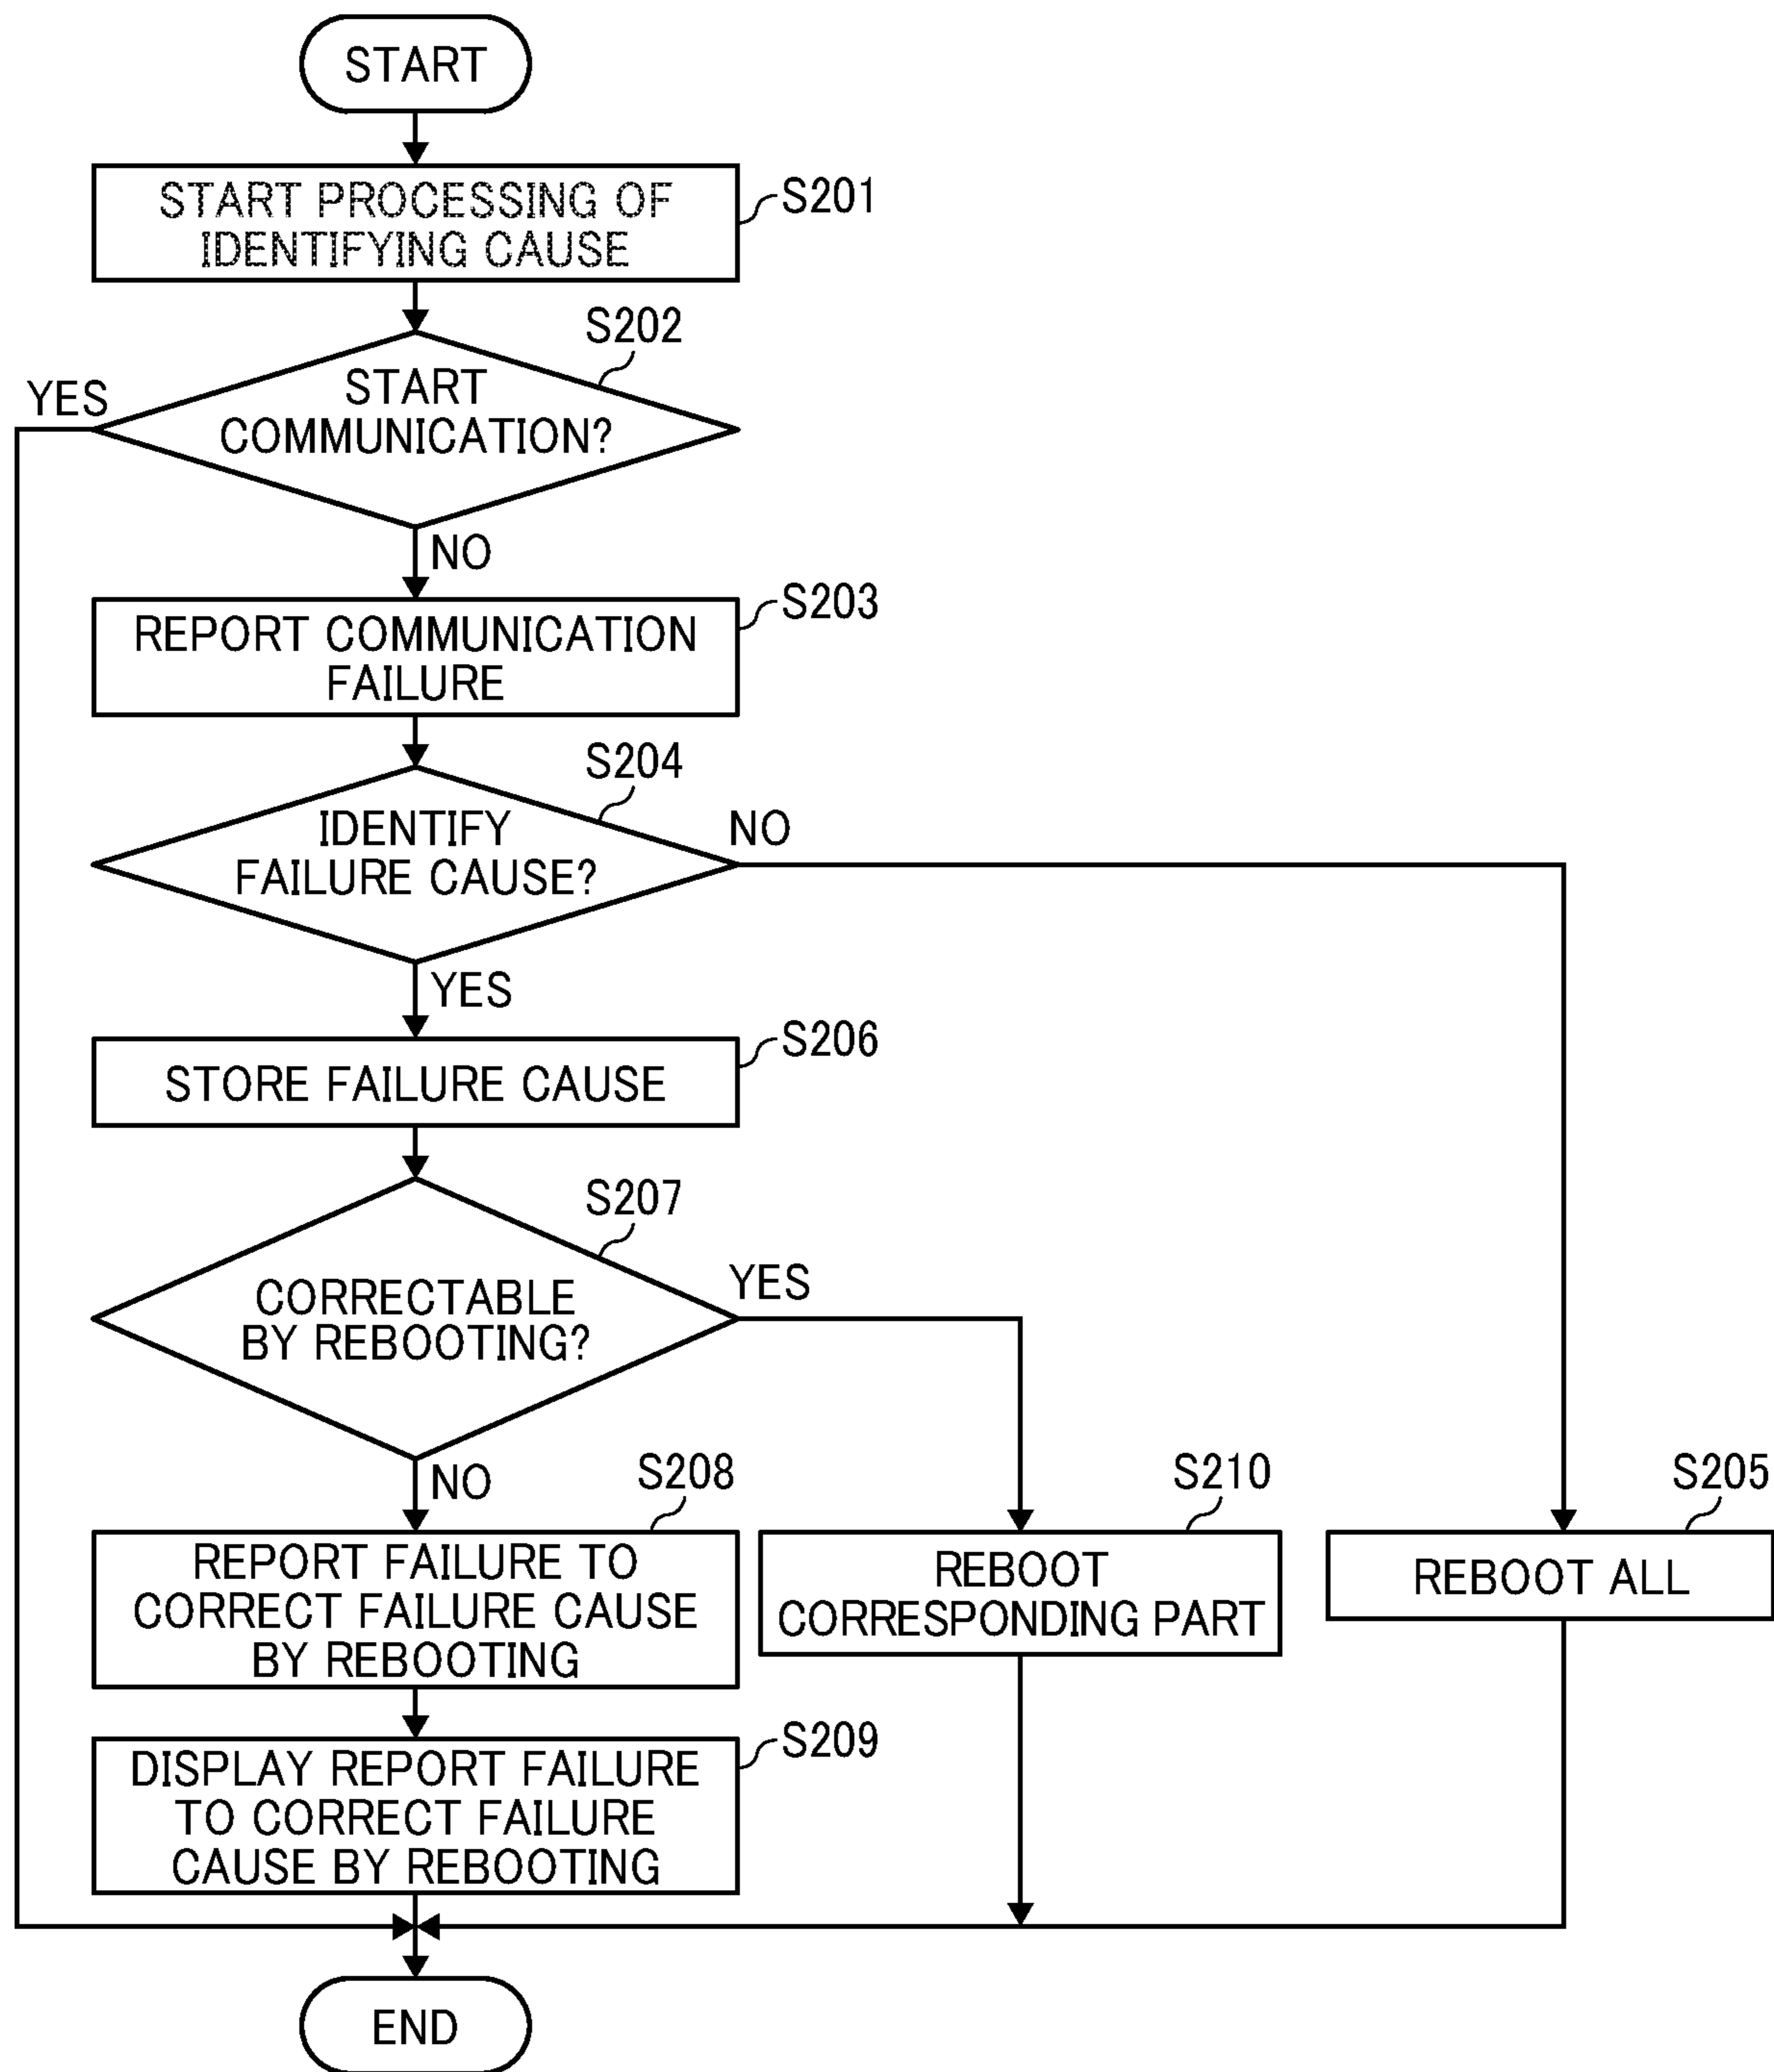 START
START PROCESSING OF
IDENTIFYING CAUSE
S201
S202
START
COMMUNICATION?
YES
NO
REPORT COMMUNICATION
FAILURE
S203
S204
IDENTIFY
FAILURE CAUSE?
NO
YES
STORE FAILURE CAUSE
S206
S207
CORRECTABLE
BY REBOOTING?
YES
NO
S208
REPORT FAILURE TO
CORRECT FAILURE CAUSE
BY REBOOTING
S210
REBOOT
CORRESPONDING PART
S205
REBOOT ALL
S209
DISPLAY REPORT FAILURE
TO CORRECT FAILURE
CAUSE BY REBOOTING
END